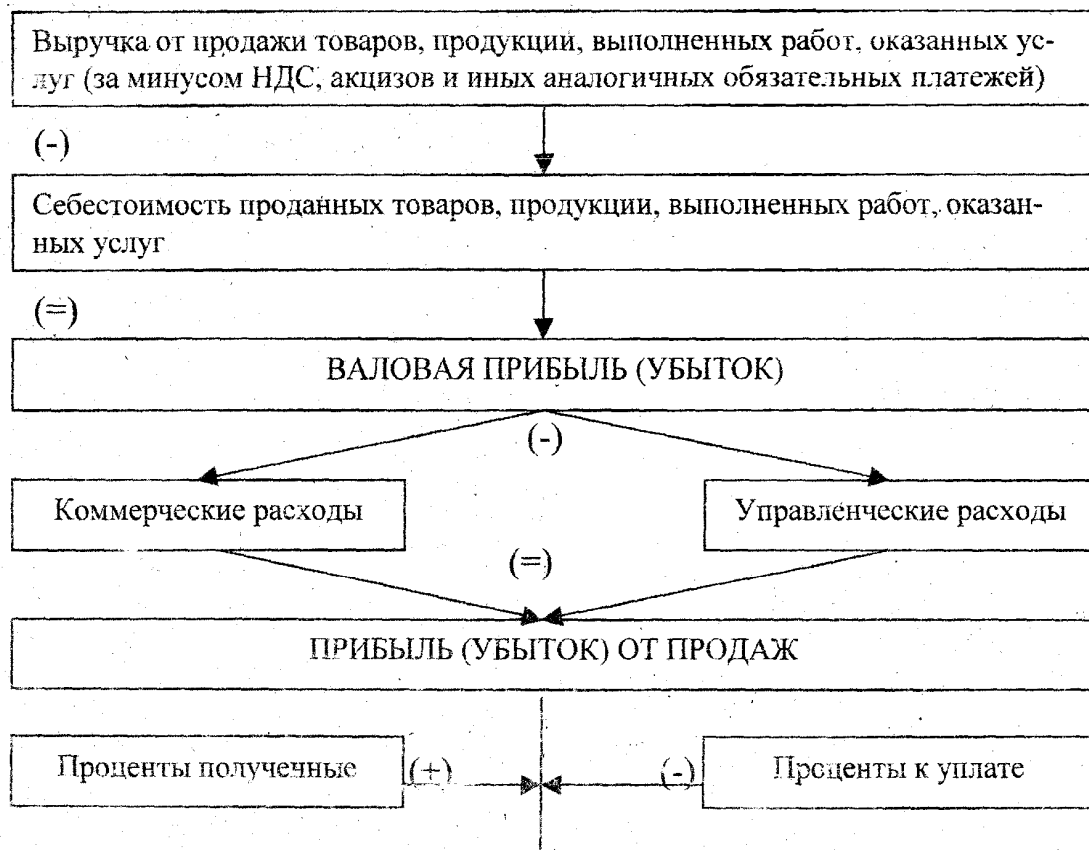 Выручка от продажи товаров, продукции, выполненных работ, оказанных ус-
луг (за минусом НДС, акцизов и иных аналогичных обязательных платежей)
(-)
Себестоимость проданных товаров, продукции, выполненных работ, оказан-
ных услуг
(=)
ВАЛОВАЯ ПРИБЫЛЬ (УБЫТОК)
(-)
Коммерческие расходы
Управленческие расходы
(=)
ПРИБЫЛЬ (УБЫТОК) ОТ ПРОДАЖ
Проценты полученные
(+)
(-)
Проценты к уплате